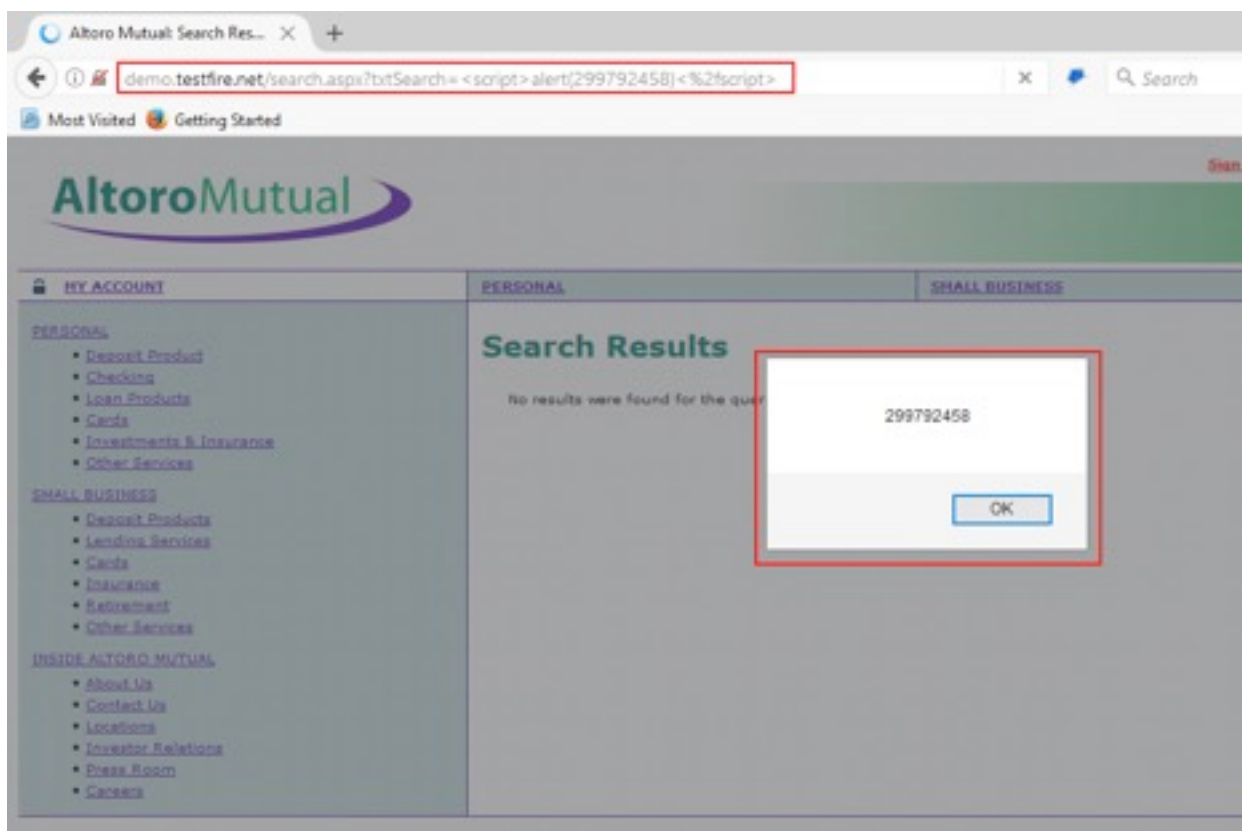 Altoro Mutual: Search Res...
demo.testfire.net/search.aspx?txtSearch=<script>alert(299792458)<%2fscript>
Search
Most Visited
Getting Started
Sign
AltoroMutual
MY ACCOUNT
PERSONAL
SMALL BUSINESS
PERSONAL
Deposit Product
Checking
Loan Products
Cards
Investments & Insurance
Other Services
SMALL BUSINESS
Deposit Products
Lending Services
Cards
Insurance
Retirement
Other Services
INSIDE ALTORO MUTUAL
About Us
Contact Us
Locations
Investor Relations
Press Room
Careers
Search Results
No results were found for the quer
299792458
OK